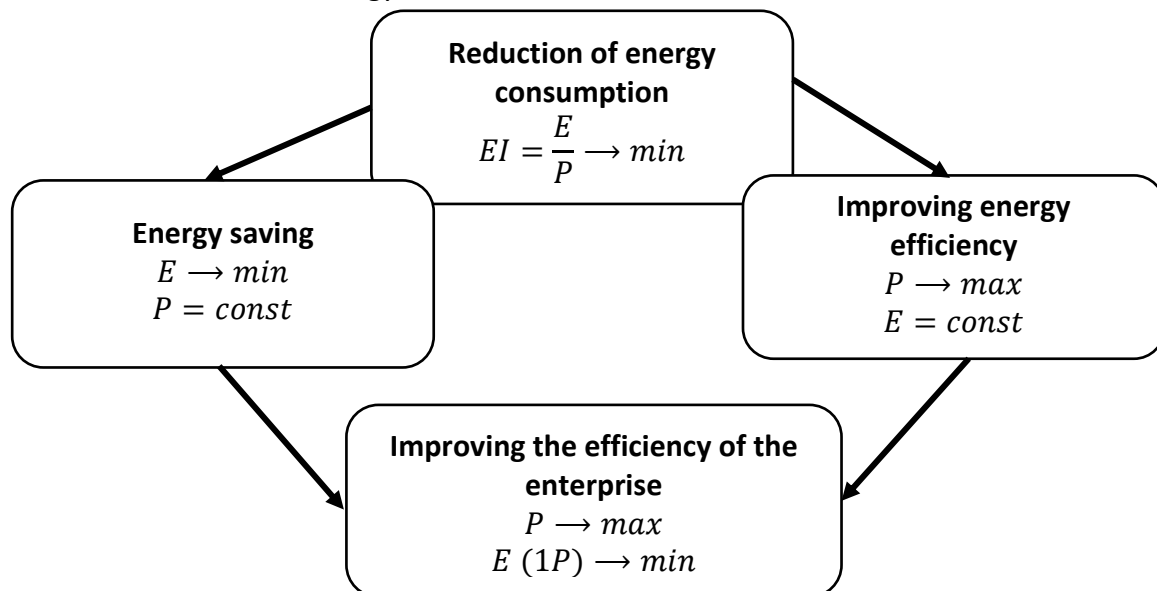 Reduction of energy
consumption
EI = E/P → min
Energy saving
E → min
P = const
Improving energy
efficiency
P → max
E = const
Improving the efficiency of the
enterprise
P → max
E (1P) → min